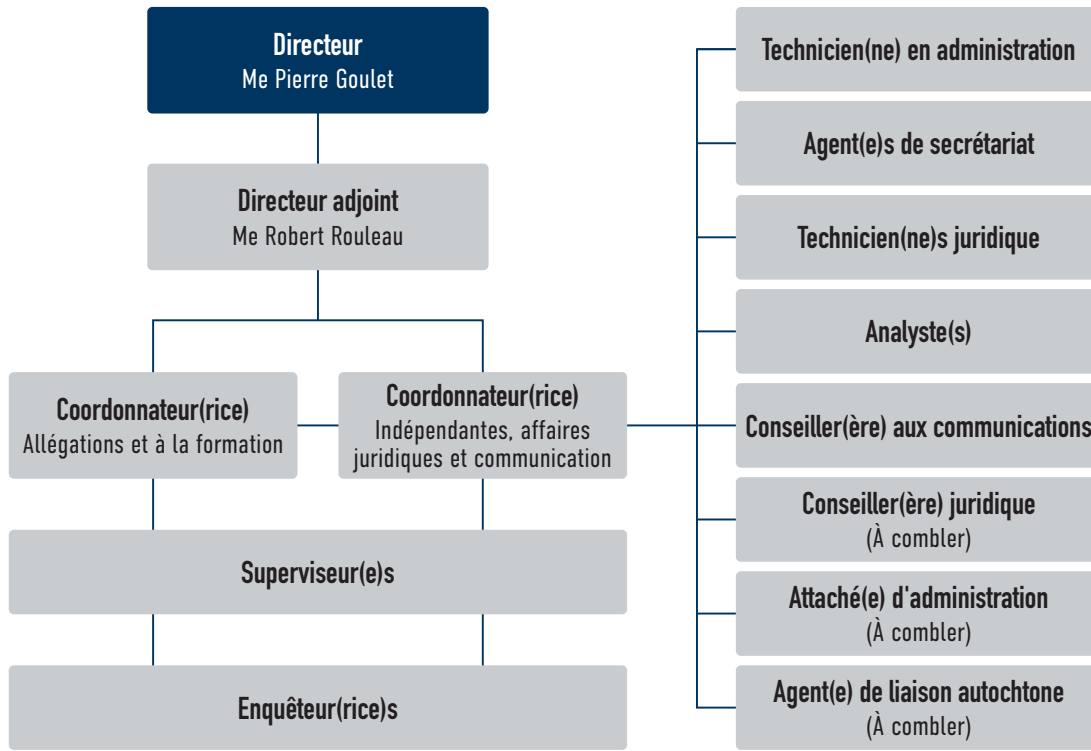 Directeur
Me Pierre Goulet
Directeur adjoint
Me Robert Rouleau
Coordonnateur(rice)
Allégations et à la formation
Coordonnateur(rice)
Indépendantes, affaires
juridiques et communication
Superviseur(e)s
Enquêteur(rice)s
Technicien(ne) en administration
Agent(e)s de secrétariat
Technicien(ne)s juridique
Analyste(s)
Conseiller(ère) aux communications
Conseiller(ère) juridique
(À combler)
Attaché(e) d'administration
(À combler)
Agent(e) de liaison autochtone
(À combler)